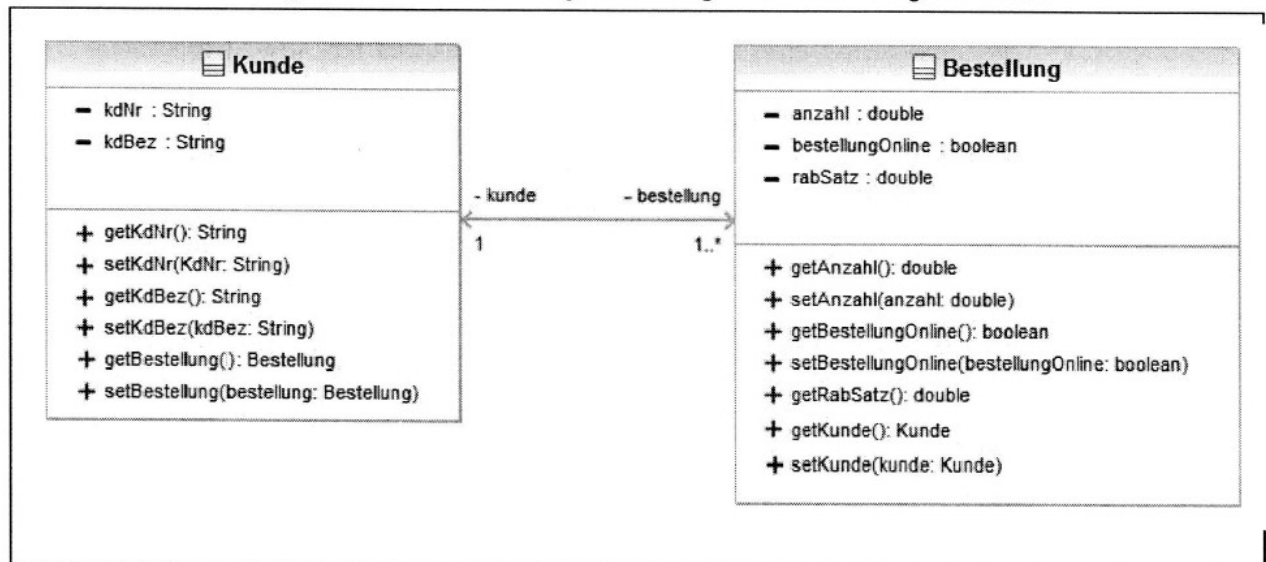 Kunde
- kdNr : String
- kdBez : String
+ getKdNr(): String
+ setKdNr(KdNr: String)
+ getKdBez(): String
+ setKdBez(kdBez: String)
+ getBestellung(): Bestellung
+ setBestellung(bestellung: Bestellung)
- kunde
- bestellung
1
1..*
Bestellung
- anzahl : double
- bestellungOnline : boolean
- rabSatz : double
+ getAnzahl(): double
+ setAnzahl(anzahl: double)
+ getBestellungOnline(): boolean
+ setBestellungOnline(bestellungOnline: boolean)
+ getRabSatz(): double
+ getKunde(): Kunde
+ setKunde(kunde: Kunde)